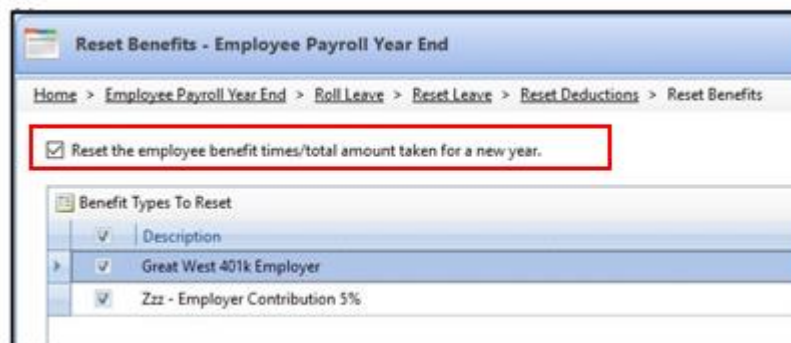 Reset Benefits - Employee Payroll Year End
Home > Employee Payroll Year End > Roll Leave > Reset Leave > Reset Deductions > Reset Benefits
Reset the employee benefit times/total amount taken for a new year.
Benefit Types To Reset
Description
Great West 401k Employer
Zzz - Employer Contribution 5%